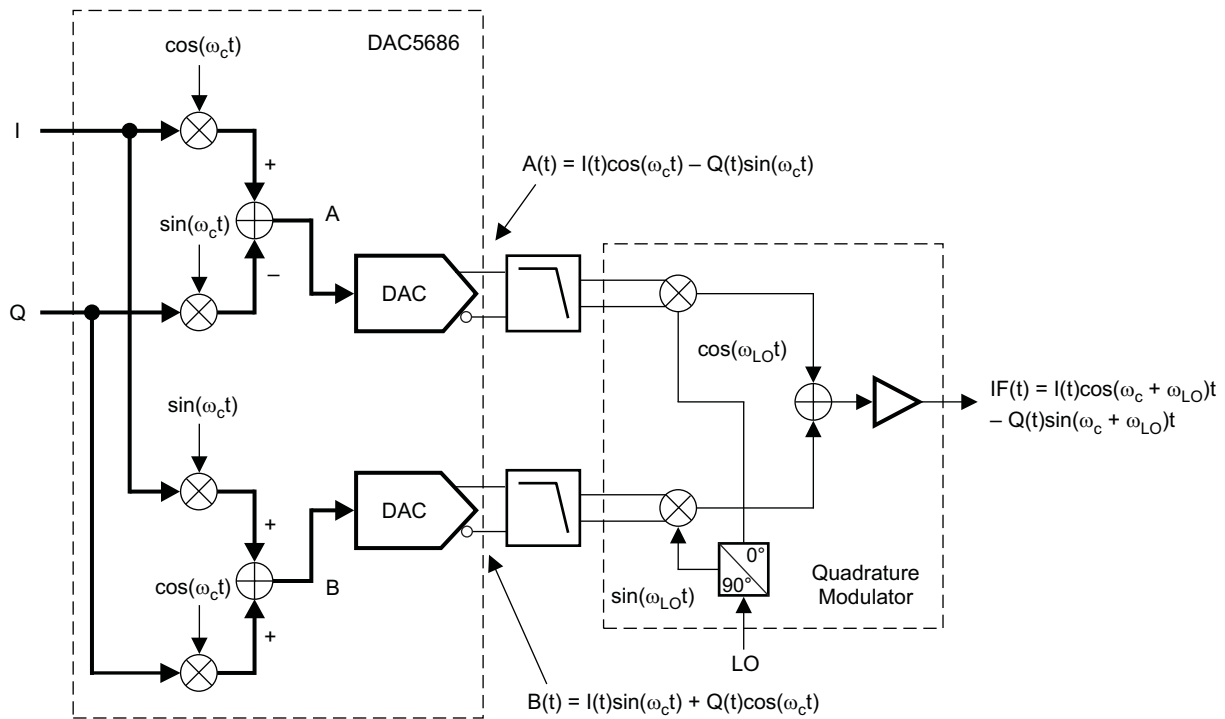 DAC5686
cos(ωct)
I
+
A(t) = I(t)cos(ωct) – Q(t)sin(ωct)
sin(ωct)
A
–
DAC
Q
cos(ωLOt)
sin(ωct)
IF(t) = I(t)cos(ωc + ωLO)t
– Q(t)sin(ωc + ωLO)t
DAC
+
cos(ωct)
B
0°
90°
sin(ωLOt)
Quadrature
Modulator
+
LO
B(t) = I(t)sin(ωct) + Q(t)cos(ωct)